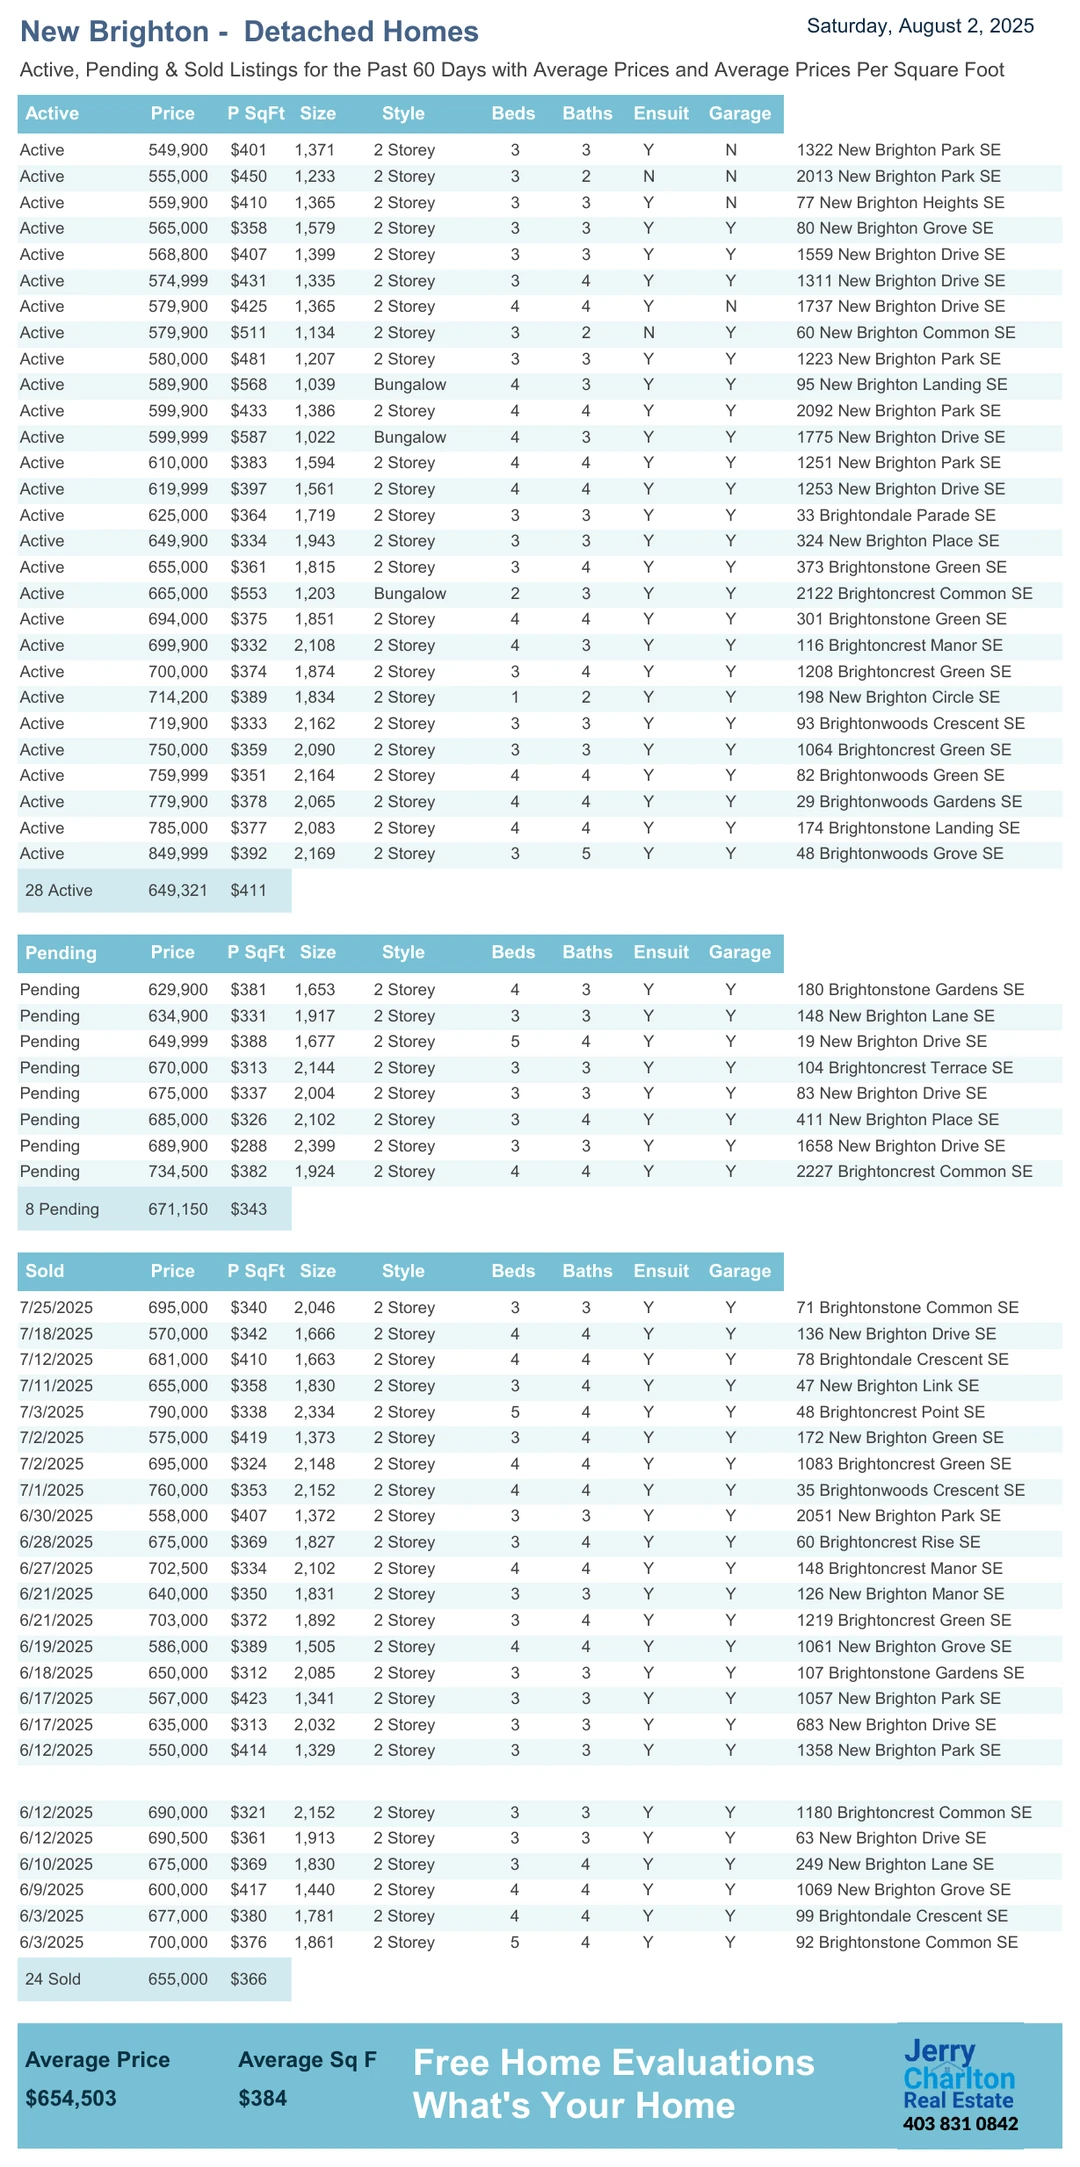 New Brighton - Detached Homes
Saturday, August 2, 2025
Active, Pending & Sold Listings for the Past 60 Days with Average Prices and Average Prices Per Square Foot
Active Price P SqFt Size Style Beds Baths Ensuit Garage
Active 549,900 $401 1,371 2 Storey 3 3 Y N 1322 New Brighton Park SE
Active 555,000 $450 1,233 2 Storey 3 2 N N 2013 New Brighton Park SE
Active 559,900 $410 1,365 2 Storey 3 3 Y N 77 New Brighton Heights SE
Active 565,000 $358 1,579 2 Storey 3 3 Y Y 80 New Brighton Grove SE
Active 568,800 $407 1,399 2 Storey 3 3 Y Y 1559 New Brighton Drive SE
Active 574,999 $431 1,335 2 Storey 3 4 Y Y 1311 New Brighton Drive SE
Active 579,900 $425 1,365 2 Storey 4 4 Y N 1737 New Brighton Drive SE
Active 579,900 $511 1,134 2 Storey 3 2 N Y 60 New Brighton Common SE
Active 580,000 $481 1,207 2 Storey 3 3 Y Y 1223 New Brighton Park SE
Active 589,900 $568 1,039 Bungalow 4 3 Y Y 95 New Brighton Landing SE
Active 599,900 $433 1,386 2 Storey 4 4 Y Y 2092 New Brighton Park SE
Active 599,999 $587 1,022 Bungalow 4 3 Y Y 1775 New Brighton Drive SE
Active 610,000 $383 1,594 2 Storey 4 4 Y Y 1251 New Brighton Park SE
Active 619,999 $397 1,561 2 Storey 4 4 Y Y 1253 New Brighton Drive SE
Active 625,000 $364 1,719 2 Storey 3 3 Y Y 33 Brightondale Parade SE
Active 649,900 $334 1,943 2 Storey 3 3 Y Y 324 New Brighton Place SE
Active 655,000 $361 1,815 2 Storey 3 4 Y Y 373 Brightonstone Green SE
Active 665,000 $553 1,203 Bungalow 2 3 Y Y 2122 Brightoncrest Common SE
Active 694,000 $375 1,851 2 Storey 4 4 Y Y 301 Brightonstone Green SE
Active 699,900 $332 2,108 2 Storey 4 3 Y Y 116 Brightoncrest Manor SE
Active 700,000 $374 1,874 2 Storey 3 4 Y Y 1208 Brightoncrest Green SE
Active 714,200 $389 1,834 2 Storey 1 2 Y Y 198 New Brighton Circle SE
Active 719,900 $333 2,162 2 Storey 3 3 Y Y 93 Brightonwoods Crescent SE
Active 750,000 $359 2,090 2 Storey 3 3 Y Y 1064 Brightoncrest Green SE
Active 759,999 $351 2,164 2 Storey 4 4 Y Y 82 Brightonwoods Green SE
Active 779,900 $378 2,065 2 Storey 4 4 Y Y 29 Brightonwoods Gardens SE
Active 785,000 $377 2,083 2 Storey 4 4 Y Y 174 Brightonstone Landing SE
Active 849,999 $392 2,169 2 Storey 3 5 Y Y 48 Brightonwoods Grove SE
28 Active 649,321 $411
Pending Price P SqFt Size Style Beds Baths Ensuit Garage
Pending 629,900 $381 1,653 2 Storey 4 3 Y Y 180 Brightonstone Gardens SE
Pending 634,900 $331 1,917 2 Storey 3 3 Y Y 148 New Brighton Lane SE
Pending 649,999 $388 1,677 2 Storey 5 4 Y Y 19 New Brighton Drive SE
Pending 670,000 $313 2,144 2 Storey 3 3 Y Y 104 Brightoncrest Terrace SE
Pending 675,000 $337 2,004 2 Storey 3 3 Y Y 83 New Brighton Drive SE
Pending 685,000 $326 2,102 2 Storey 3 4 Y Y 411 New Brighton Place SE
Pending 689,900 $288 2,399 2 Storey 3 3 Y Y 1658 New Brighton Drive SE
Pending 734,500 $382 1,924 2 Storey 4 4 Y Y 2227 Brightoncrest Common SE
8 Pending 671,150 $343
Sold Price P SqFt Size Style Beds Baths Ensuit Garage
7/25/2025 695,000 $340 2,046 2 Storey 3 3 Y Y 71 Brightonstone Common SE
7/18/2025 570,000 $342 1,666 2 Storey 4 4 Y Y 136 New Brighton Drive SE
7/12/2025 681,000 $410 1,663 2 Storey 4 4 Y Y 78 Brightondale Crescent SE
7/11/2025 655,000 $358 1,830 2 Storey 3 4 Y Y 47 New Brighton Link SE
7/3/2025 790,000 $338 2,334 2 Storey 5 4 Y Y 48 Brightoncrest Point SE
7/2/2025 575,000 $419 1,373 2 Storey 3 4 Y Y 172 New Brighton Green SE
7/2/2025 695,000 $324 2,148 2 Storey 4 4 Y Y 1083 Brightoncrest Green SE
7/1/2025 760,000 $353 2,152 2 Storey 4 4 Y Y 35 Brightonwoods Crescent SE
6/30/2025 558,000 $407 1,372 2 Storey 3 3 Y Y 2051 New Brighton Park SE
6/28/2025 675,000 $369 1,827 2 Storey 3 4 Y Y 60 Brightoncrest Rise SE
6/27/2025 702,500 $334 2,102 2 Storey 4 4 Y Y 148 Brightoncrest Manor SE
6/21/2025 640,000 $350 1,831 2 Storey 3 3 Y Y 126 New Brighton Manor SE
6/21/2025 703,000 $372 1,892 2 Storey 3 4 Y Y 1219 Brightoncrest Green SE
6/19/2025 586,000 $389 1,505 2 Storey 4 4 Y Y 1061 New Brighton Grove SE
6/18/2025 650,000 $312 2,085 2 Storey 3 3 Y Y 107 Brightonstone Gardens SE
6/17/2025 567,000 $423 1,341 2 Storey 3 3 Y Y 1057 New Brighton Park SE
6/17/2025 635,000 $313 2,032 2 Storey 3 3 Y Y 683 New Brighton Drive SE
6/12/2025 550,000 $414 1,329 2 Storey 3 3 Y Y 1358 New Brighton Park SE
6/12/2025 690,000 $321 2,152 2 Storey 3 3 Y Y 1180 Brightoncrest Common SE
6/12/2025 690,500 $361 1,913 2 Storey 3 3 Y Y 63 New Brighton Drive SE
6/10/2025 675,000 $369 1,830 2 Storey 3 4 Y Y 249 New Brighton Lane SE
6/9/2025 600,000 $417 1,440 2 Storey 4 4 Y Y 1069 New Brighton Grove SE
6/3/2025 677,000 $380 1,781 2 Storey 4 4 Y Y 99 Brightondale Crescent SE
6/3/2025 700,000 $376 1,861 2 Storey 5 4 Y Y 92 Brightonstone Common SE
24 Sold 655,000 $366
Average Price Average Sq F
$654,503 $384
Free Home Evaluations
What's Your Home
Jerry
Charlton
Real Estate
403 831 0842